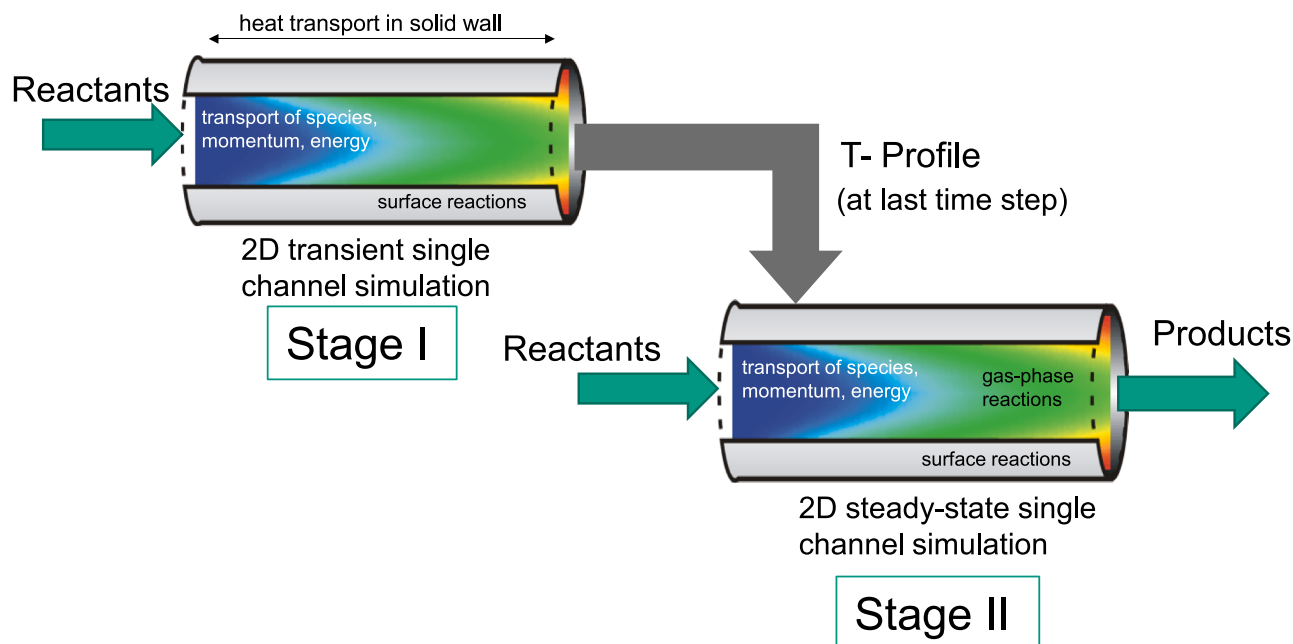 heat transport in solid wall
Reactants
transport of species,
momentum, energy
surface reactions
2D transient single
channel simulation
Stage I
T- Profile
(at last time step)
Reactants
transport of species,
momentum, energy
gas-phase
reactions
surface reactions
Products
2D steady-state single
channel simulation
Stage II